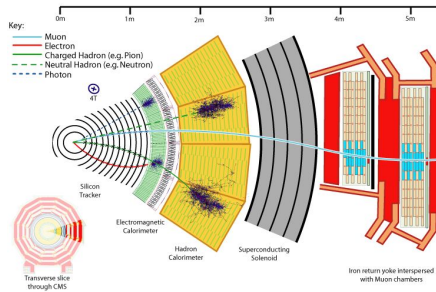 0m 1m 2m 3m 4m 5m
Key:
Muon
Electron
Charged Hadron (e.g. Pion)
Neutral Hadron (e.g. Neutron)
Photon
4T
Silicon
Tracker
Electromagnetic
Calorimeter
Hadron
Calorimeter
Superconducting
Solenoid
Iron return yoke interspersed
with Muon chambers
Transverse slice
through CMS